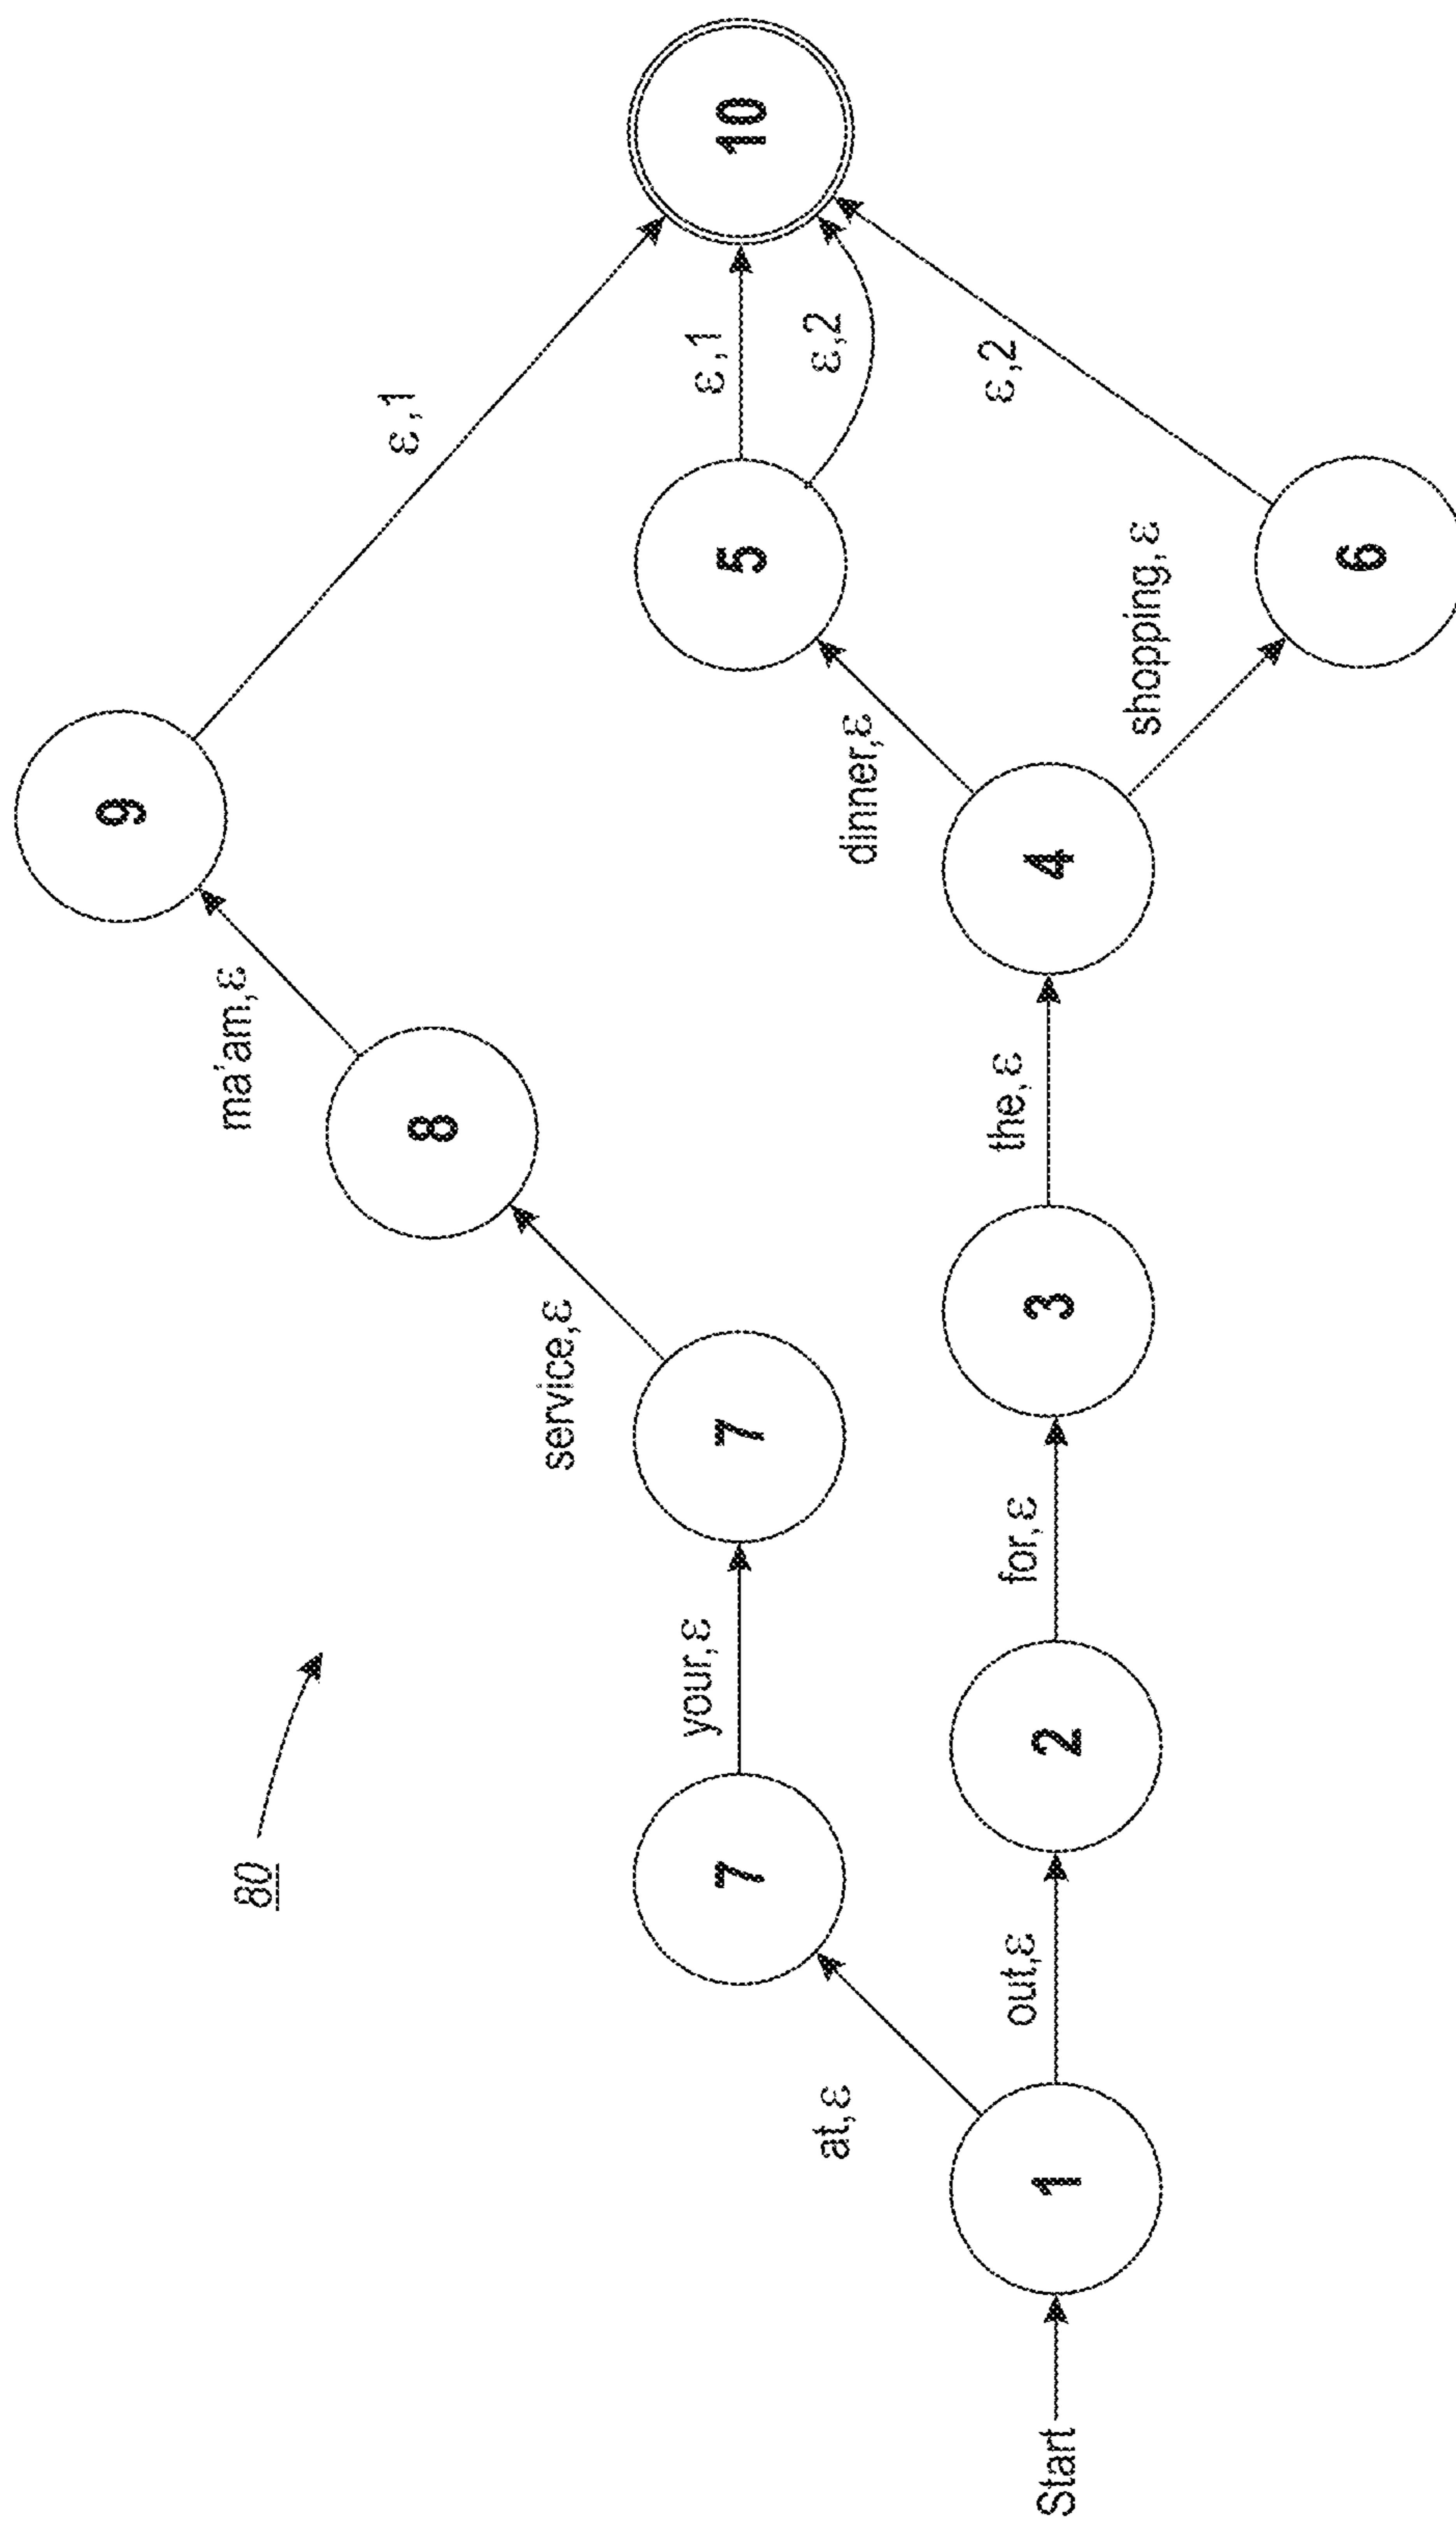 80
9
ma'am,ε
ε,1
8
service,ε
at,ε
7
your,ε
7
5
ε,1
ε,2
10
dinner,ε
Start
1
out,ε
2
for,ε
3
the,ε
4
ε,2
shopping,ε
6